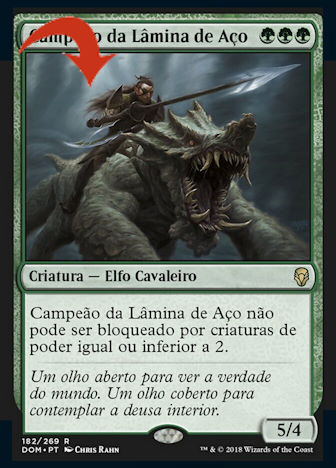 Campeão da Lâmina de Aço
Criatura — Elfo Cavaleiro
Campeão da Lâmina de Aço não
pode ser bloqueado por criaturas de
poder igual ou inferior a 2.
Um olho aberto para ver a verdade
do mundo. Um olho coberto para
contemplar a deusa interior.
5/4
182/269 R
DOM • PT Chris Rahn
™ & © 2018 Wizards of the Coast